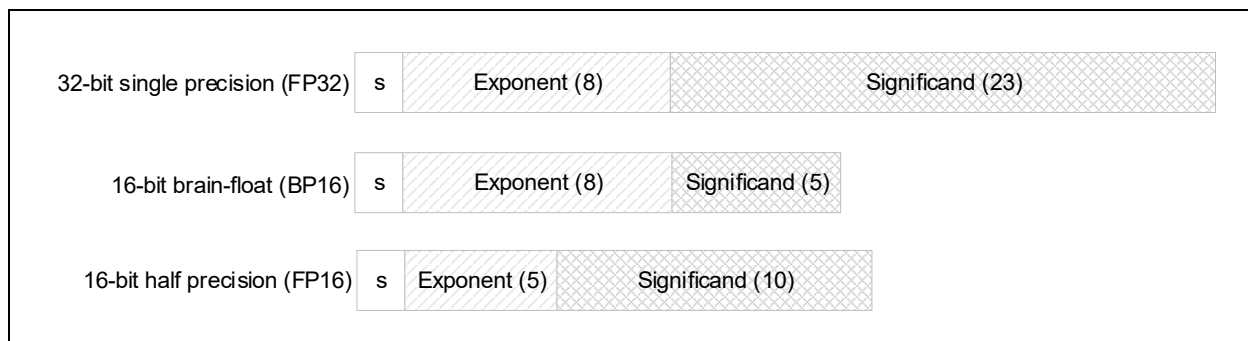 32-bit single precision (FP32) s Exponent (8) Significand (23)
16-bit brain-float (BP16) s Exponent (8) Significand (5)
16-bit half precision (FP16) s Exponent (5) Significand (10)